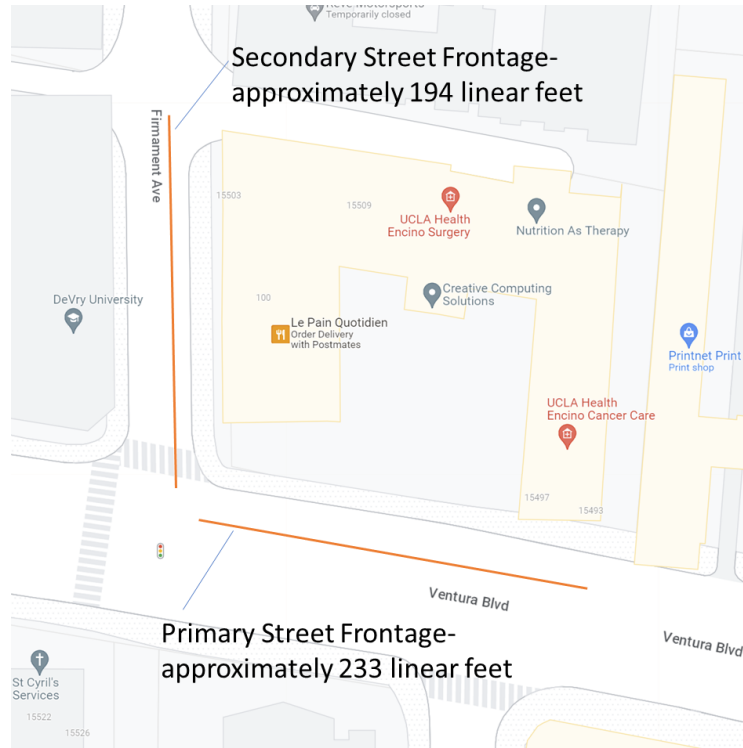 Temporarily closed
Secondary Street Frontage-
approximately 194 linear feet
Firmament Ave
15503
15509
UCLA Health
Encino Surgery
Nutrition As Therapy
DeVry University
100
Creative Computing
Solutions
Le Pain Quotidien
Order Delivery
with Postmates
Printnet Print
Print shop
UCLA Health
Encino Cancer Care
15497
15493
Ventura Blvd
Primary Street Frontage-
approximately 233 linear feet
Ventura Blvd
St Cyril's
Services
15522
15526